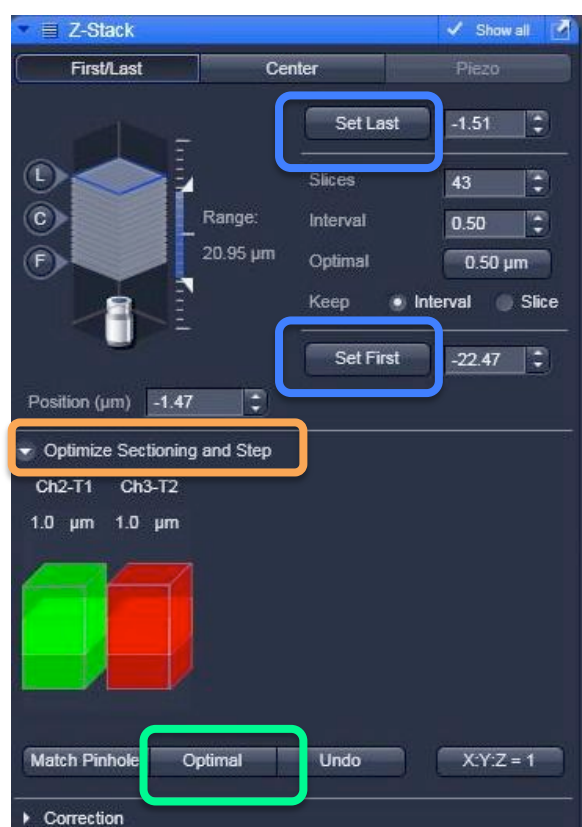 Z-Stack
Show all
First/Last Center Piezo
Set Last -1.51
L
Slices 43
C
Range: Interval 0.50
20.95 µm Optimal 0.50 µm
F
Keep Interval Slice
Set First -22.47
Position (µm) -1.47
Optimize Sectioning and Step
Ch2-T1 Ch3-T2
1.0 µm 1.0 µm
Match Pinhole Optimal Undo X:Y:Z = 1
Correction